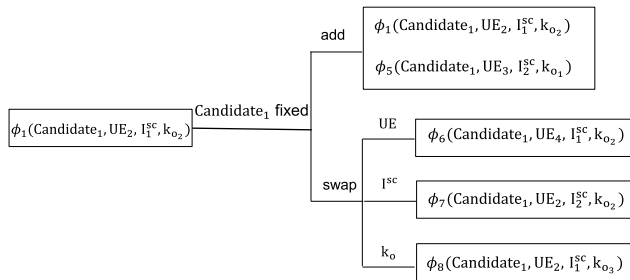 add
ϕ₁(Candidate₁, UE₂, I₁ˢᶜ, kₒ₂)
ϕ₅(Candidate₁, UE₃, I₂ˢᶜ, kₒ₁)
ϕ₁(Candidate₁, UE₂, I₁ˢᶜ, kₒ₂)
Candidate₁ fixed
swap
UE
ϕ₆(Candidate₁, UE₄, I₁ˢᶜ, kₒ₂)
Iˢᶜ
ϕ₇(Candidate₁, UE₂, I₂ˢᶜ, kₒ₂)
kₒ
ϕ₈(Candidate₁, UE₂, I₁ˢᶜ, kₒ₃)